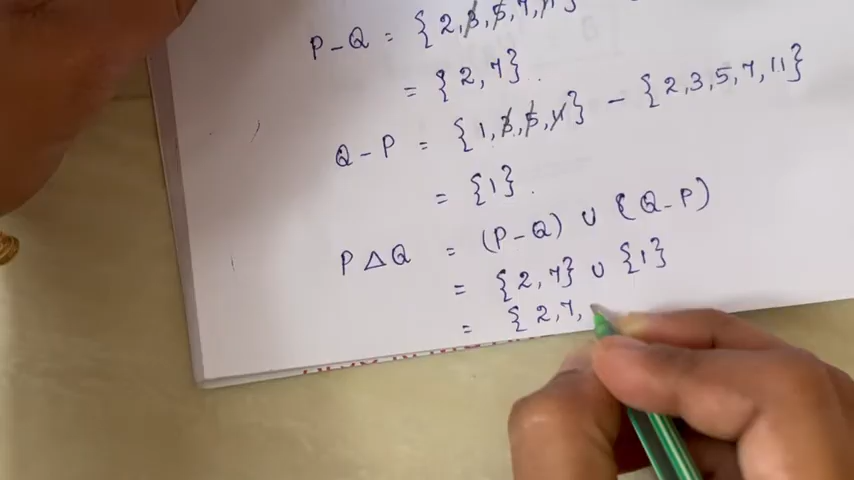 P - Q = {2, 3, 5, 7, 11}
= {2, 7}.
Q - P = {1, 3, 5, 11} - {2, 3, 5, 7, 11}
= {1}.
P △ Q = (P - Q) ∪ (Q - P)
= {2, 7} ∪ {1}
= {2, 7,